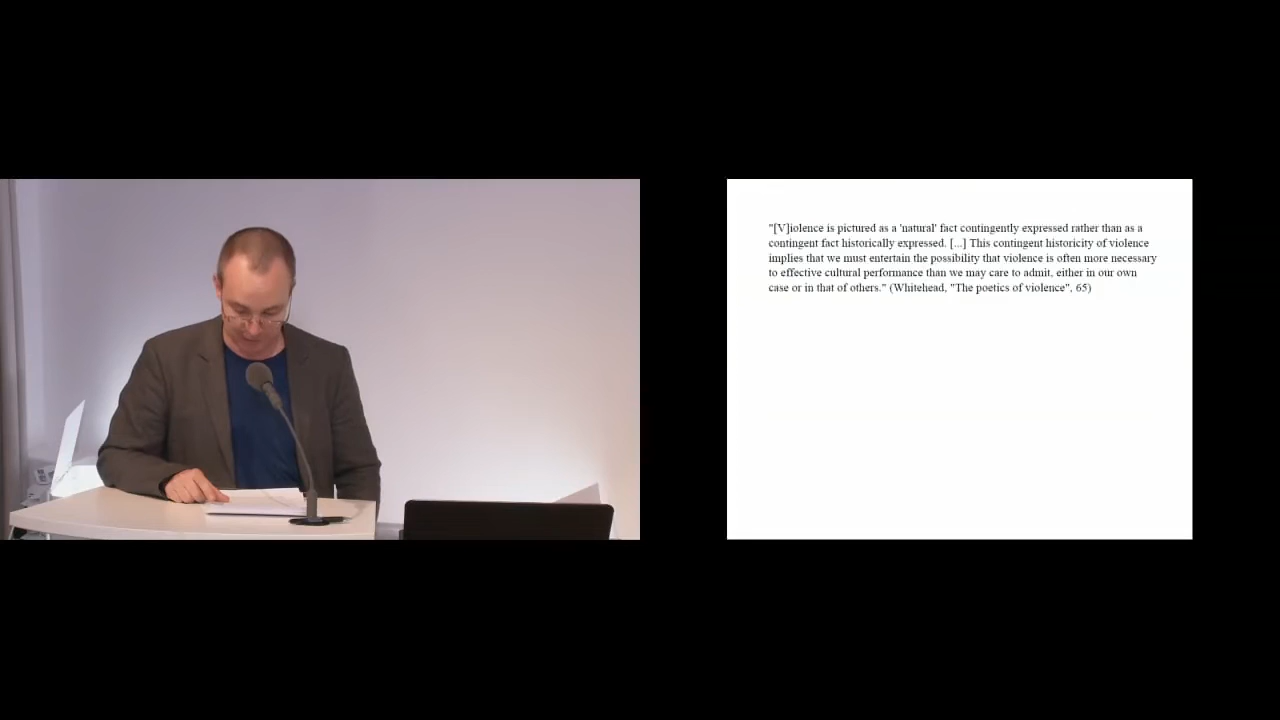 "[V]iolence is pictured as a 'natural' fact contingently expressed rather than as a
contingent fact historically expressed. [...] This contingent historicity of violence
implies that we must entertain the possibility that violence is often more necessary
to effective cultural performance than we may care to admit, either in our own
case or in that of others." (Whitehead, "The poetics of violence", 65)